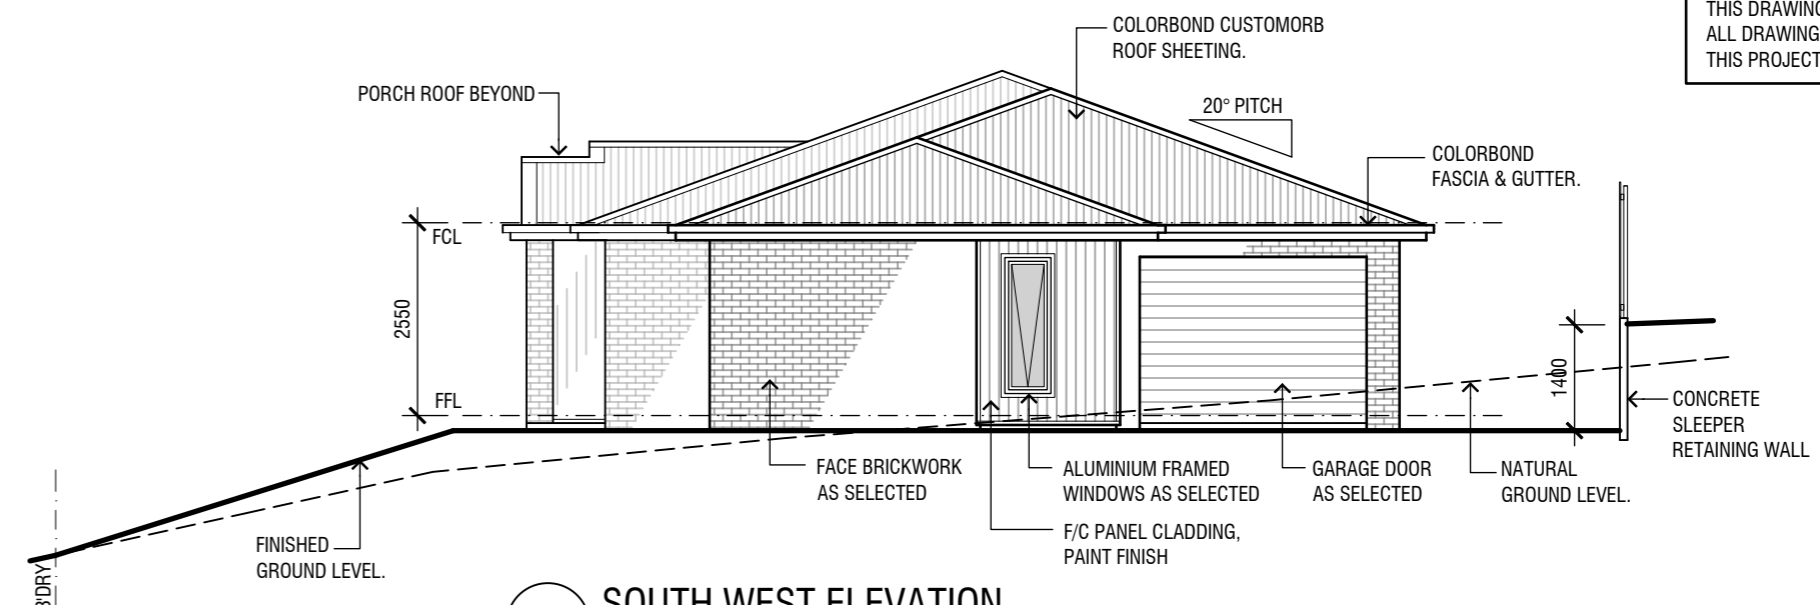 THIS DRAWING
ALL DRAWING
THIS PROJECT
COLORBOND CUSTOMORB
ROOF SHEETING.
PORCH ROOF BEYOND
20° PITCH
COLORBOND
FASCIA & GUTTER.
FCL
2550
FFL
1400
CONCRETE
SLEEPER
RETAINING WALL
FACE BRICKWORK
AS SELECTED
ALUMINIUM FRAMED
WINDOWS AS SELECTED
GARAGE DOOR
AS SELECTED
NATURAL
GROUND LEVEL.
F/C PANEL CLADDING,
PAINT FINISH
FINISHED
GROUND LEVEL.
B'DRY
SOUTH WEST ELEVATION